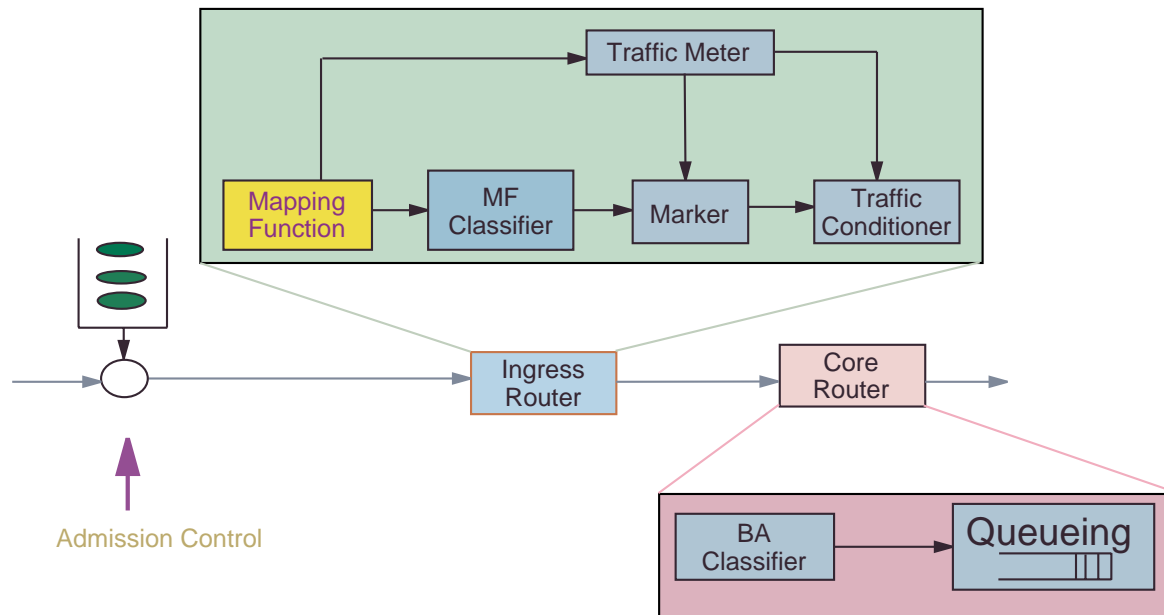 Traffic Meter
Mapping
Function
MF
Classifier
Marker
Traffic
Conditioner
Ingress
Router
Core
Router
Admission Control
BA
Classifier
Queueing